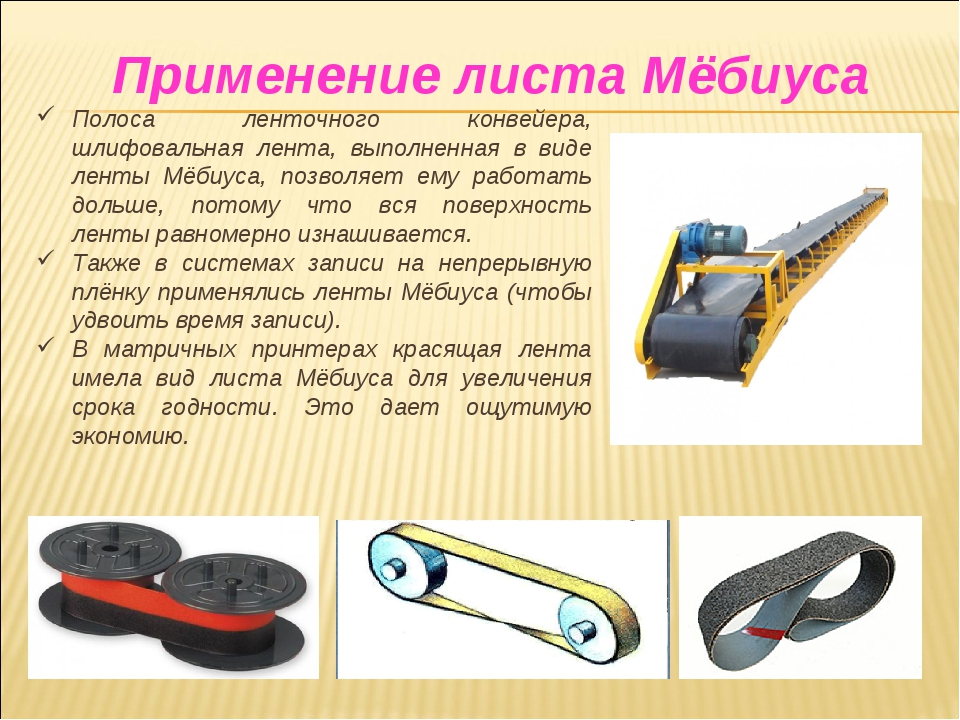 Применение листа Мёбиуса
Полоса ленточного конвейера,
шлифовальная лента, выполненная в виде
ленты Мёбиуса, позволяет ему работать
дольше, потому что вся поверхность
ленты равномерно изнашивается.
Также в системах записи на непрерывную
плёнку применялись ленты Мёбиуса (чтобы
удвоить время записи).
В матричных принтерах красящая лента
имела вид листа Мёбиуса для увеличения
срока годности. Это дает ощутимую
экономию.